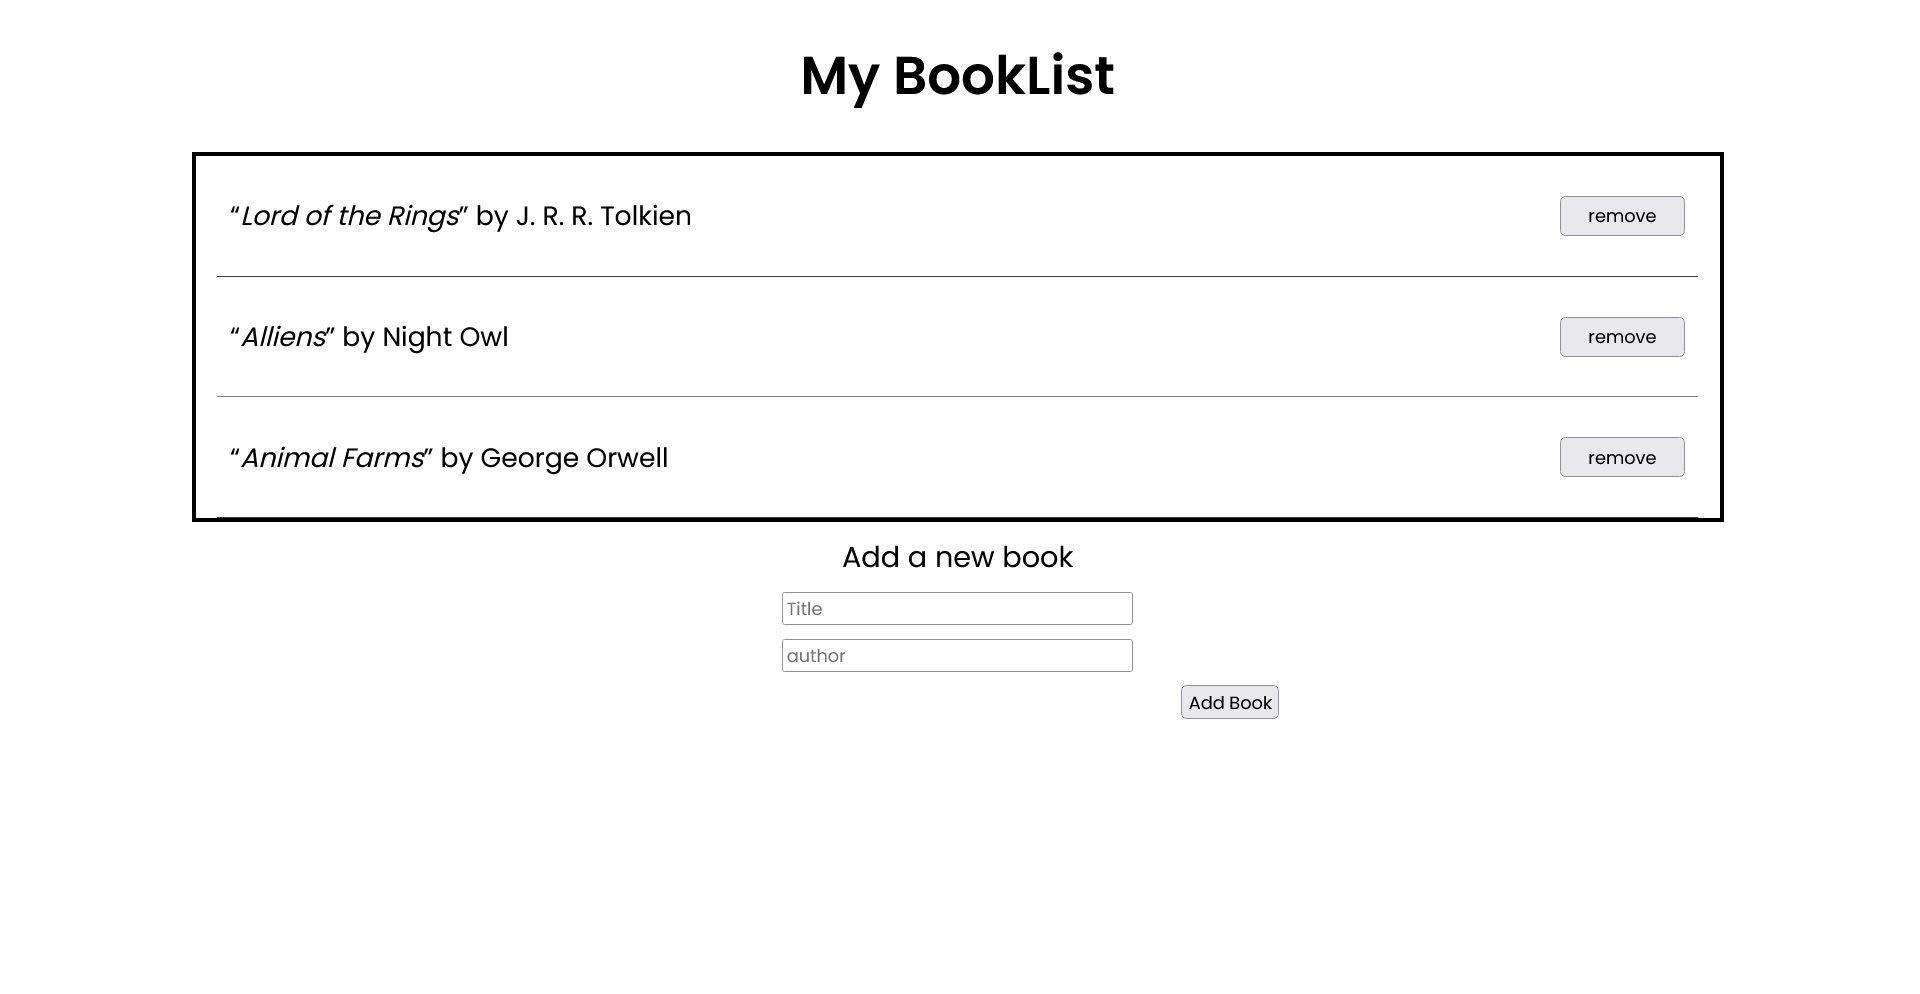 My BookList
“Lord of the Rings” by J. R. R. Tolkien
remove
“Alliens” by Night Owl
remove
“Animal Farms” by George Orwell
remove
Add a new book
Title
author
Add Book